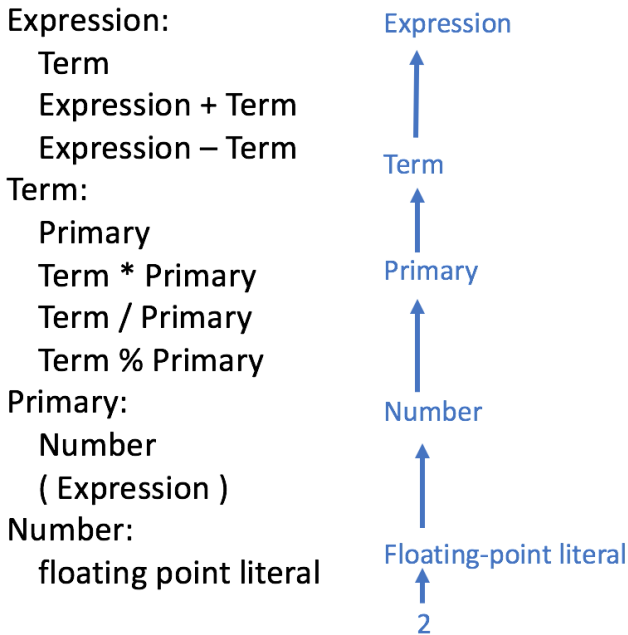 Expression:
Term
Expression + Term
Expression – Term
Term:
Primary
Term * Primary
Term / Primary
Term % Primary
Primary:
Number
( Expression )
Number:
floating point literal
Expression
Term
Primary
Number
Floating-point literal
2